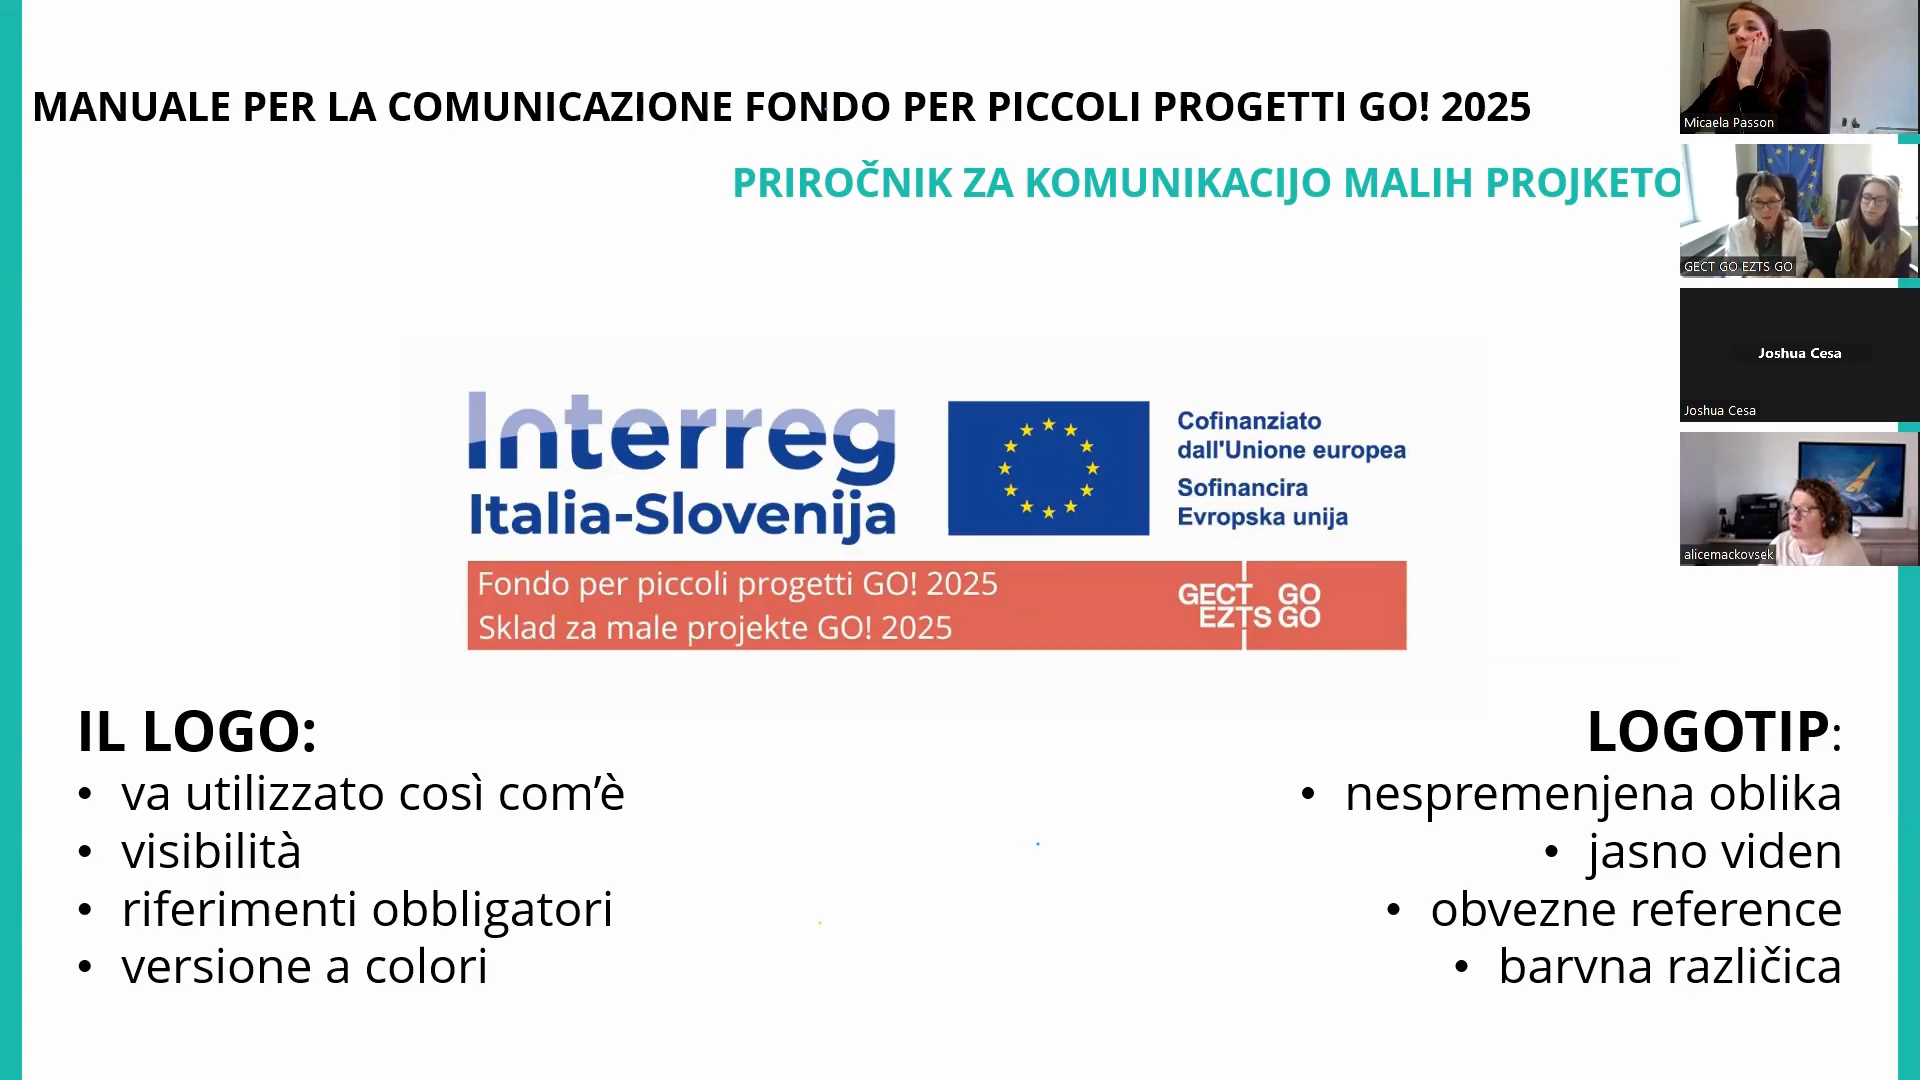 MANUALE PER LA COMUNICAZIONE FONDO PER PICCOLI PROGETTI GO! 2025
PRIROČNIK ZA KOMUNIKACIJO MALIH PROJKETO
Interreg
Italia-Slovenija
Cofinanziato
dall'Unione europea
Sofinancira
Evropska unija
Fondo per piccoli progetti GO! 2025
Sklad za male projekte GO! 2025
GECT GO
EZTS GO
IL LOGO:
• va utilizzato così com’è
• visibilità
• riferimenti obbligatori
• versione a colori
LOGOTIP:
• nespremenjena oblika
• jasno viden
• obvezne reference
• barvna različica
Micaela Passon
GECT GO EZTS GO
Joshua Cesa
Joshua Cesa
alicemackovsek